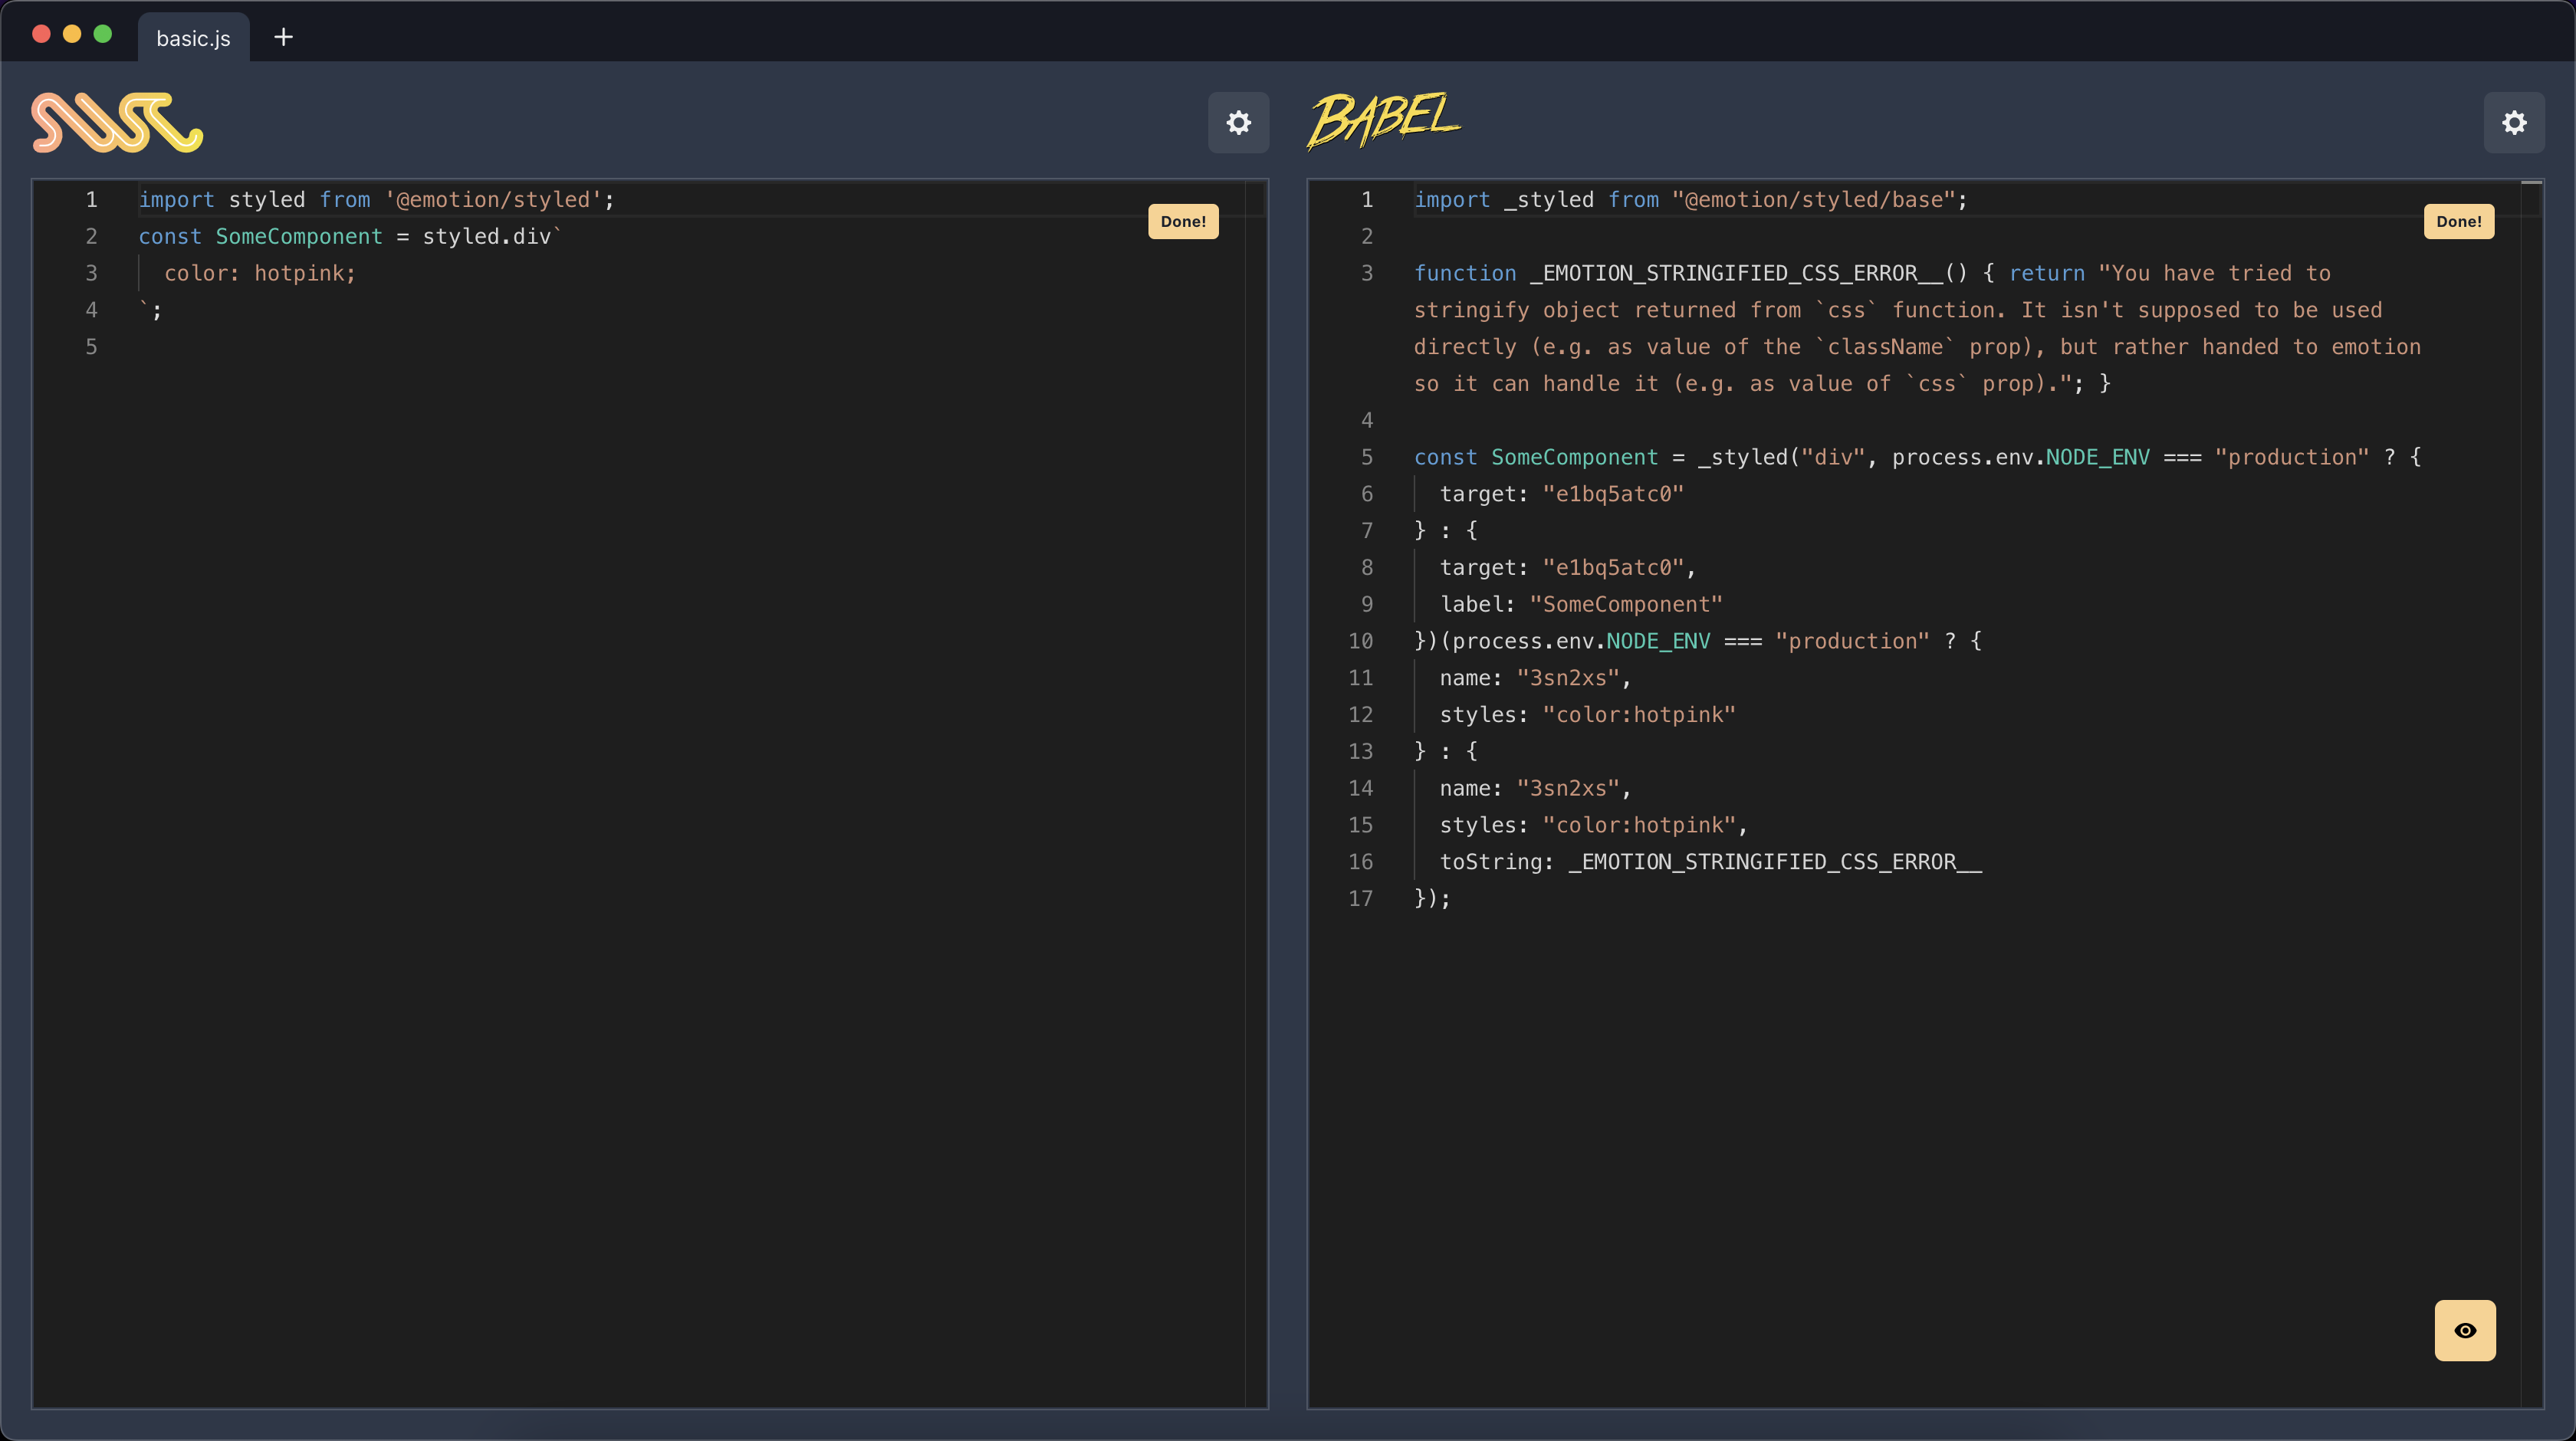 basic.js
swc
BABEL
1 import styled from '@emotion/styled';
2 const SomeComponent = styled.div`
3   color: hotpink;
4 `;
5
Done!
1 import _styled from "@emotion/styled/base";
2
3 function _EMOTION_STRINGIFIED_CSS_ERROR__() { return "You have tried to
stringify object returned from `css` function. It isn't supposed to be used
directly (e.g. as value of the `className` prop), but rather handed to emotion
so it can handle it (e.g. as value of `css` prop)."; }
4
5 const SomeComponent = _styled("div", process.env.NODE_ENV === "production" ? {
6   target: "e1bq5atc0"
7 } : {
8   target: "e1bq5atc0",
9   label: "SomeComponent"
10 })(process.env.NODE_ENV === "production" ? {
11   name: "3sn2xs",
12   styles: "color:hotpink"
13 } : {
14   name: "3sn2xs",
15   styles: "color:hotpink",
16   toString: _EMOTION_STRINGIFIED_CSS_ERROR__
17 });
Done!